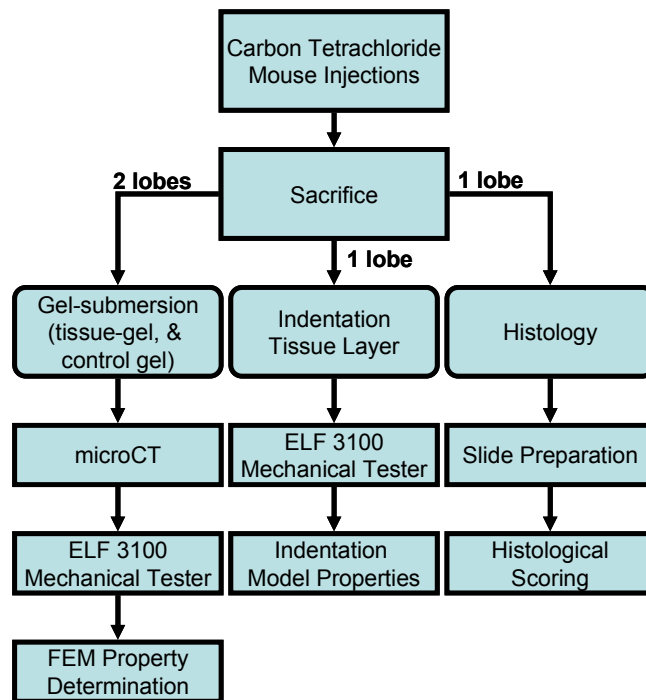 Carbon Tetrachloride
Mouse Injections
2 lobes
Sacrifice
1 lobe
1 lobe
Gel-submersion
(tissue-gel, &
control gel)
Indentation
Tissue Layer
Histology
microCT
ELF 3100
Mechanical Tester
Slide Preparation
ELF 3100
Mechanical Tester
Indentation
Model Properties
Histological
Scoring
FEM Property
Determination